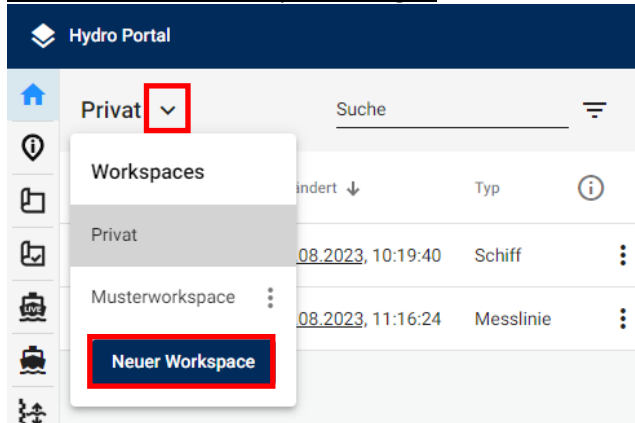 Hydro Portal
Privat
Suche
Workspaces
ändert
Typ
Privat
.08.2023, 10:19:40
Schiff
Musterworkspace
.08.2023, 11:16:24
Messlinie
LIVE
Neuer Workspace